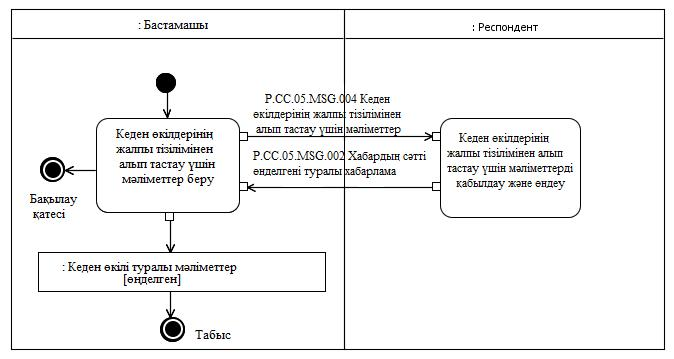 : Бастамашы
: Респондент
P.CC.05.MSG.004 Кеден
өкілдерінің жалпы тізілімінен
алып тастау үшін мәліметтер
Кеден өкілдерінің
жалпы тізілімінен
алып тастау үшін
мәліметтер беру
P.CC.05.MSG.002 Хабардың сәтті
өңделгені туралы хабарлама
Кеден өкілдерінің
жалпы тізілімінен алып
тастау үшін мәліметтерді
қабылдау және өңдеу
Бақылау
қатесі
: Кеден өкілі туралы мәліметтер
[өңделген]
Табыс